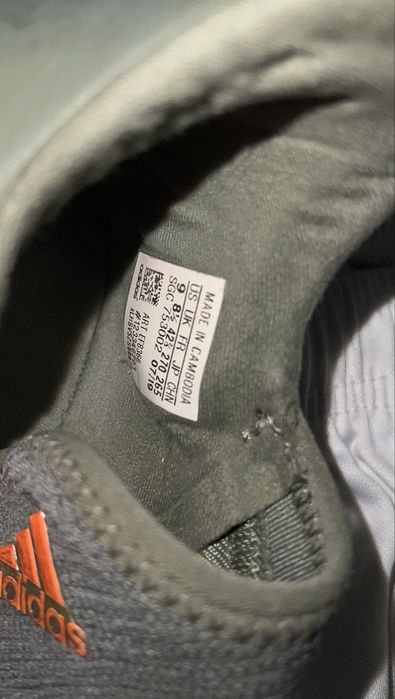 MADE IN CAMBODIA
US UK FR JP CHN
9 8½ 42⅔ 270 265
SGC 753002 07/19
adidas
adidas